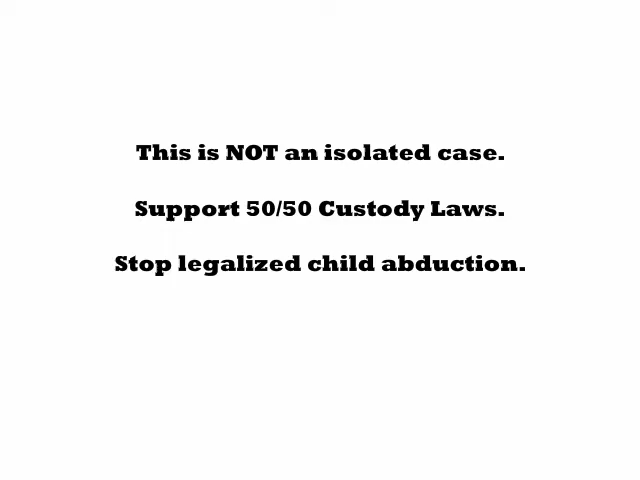 This is NOT an isolated case.
Support 50/50 Custody Laws.
Stop legalized child abduction.